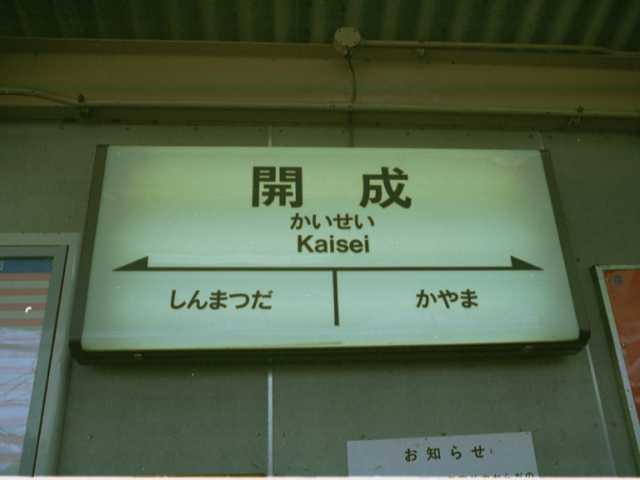 開成
かいせい
Kaisei
しんまつだ
かやま
お知らせ